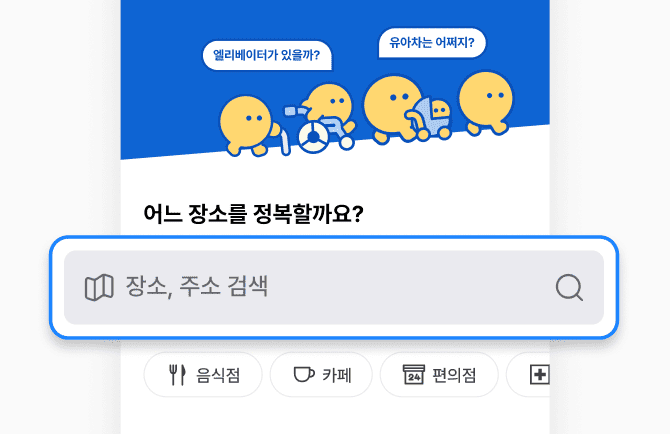 유아차는 어쩌지?
엘리베이터가 있을까?
어느 장소를 정복할까요?
장소, 주소 검색
음식점
카페
24
편의점